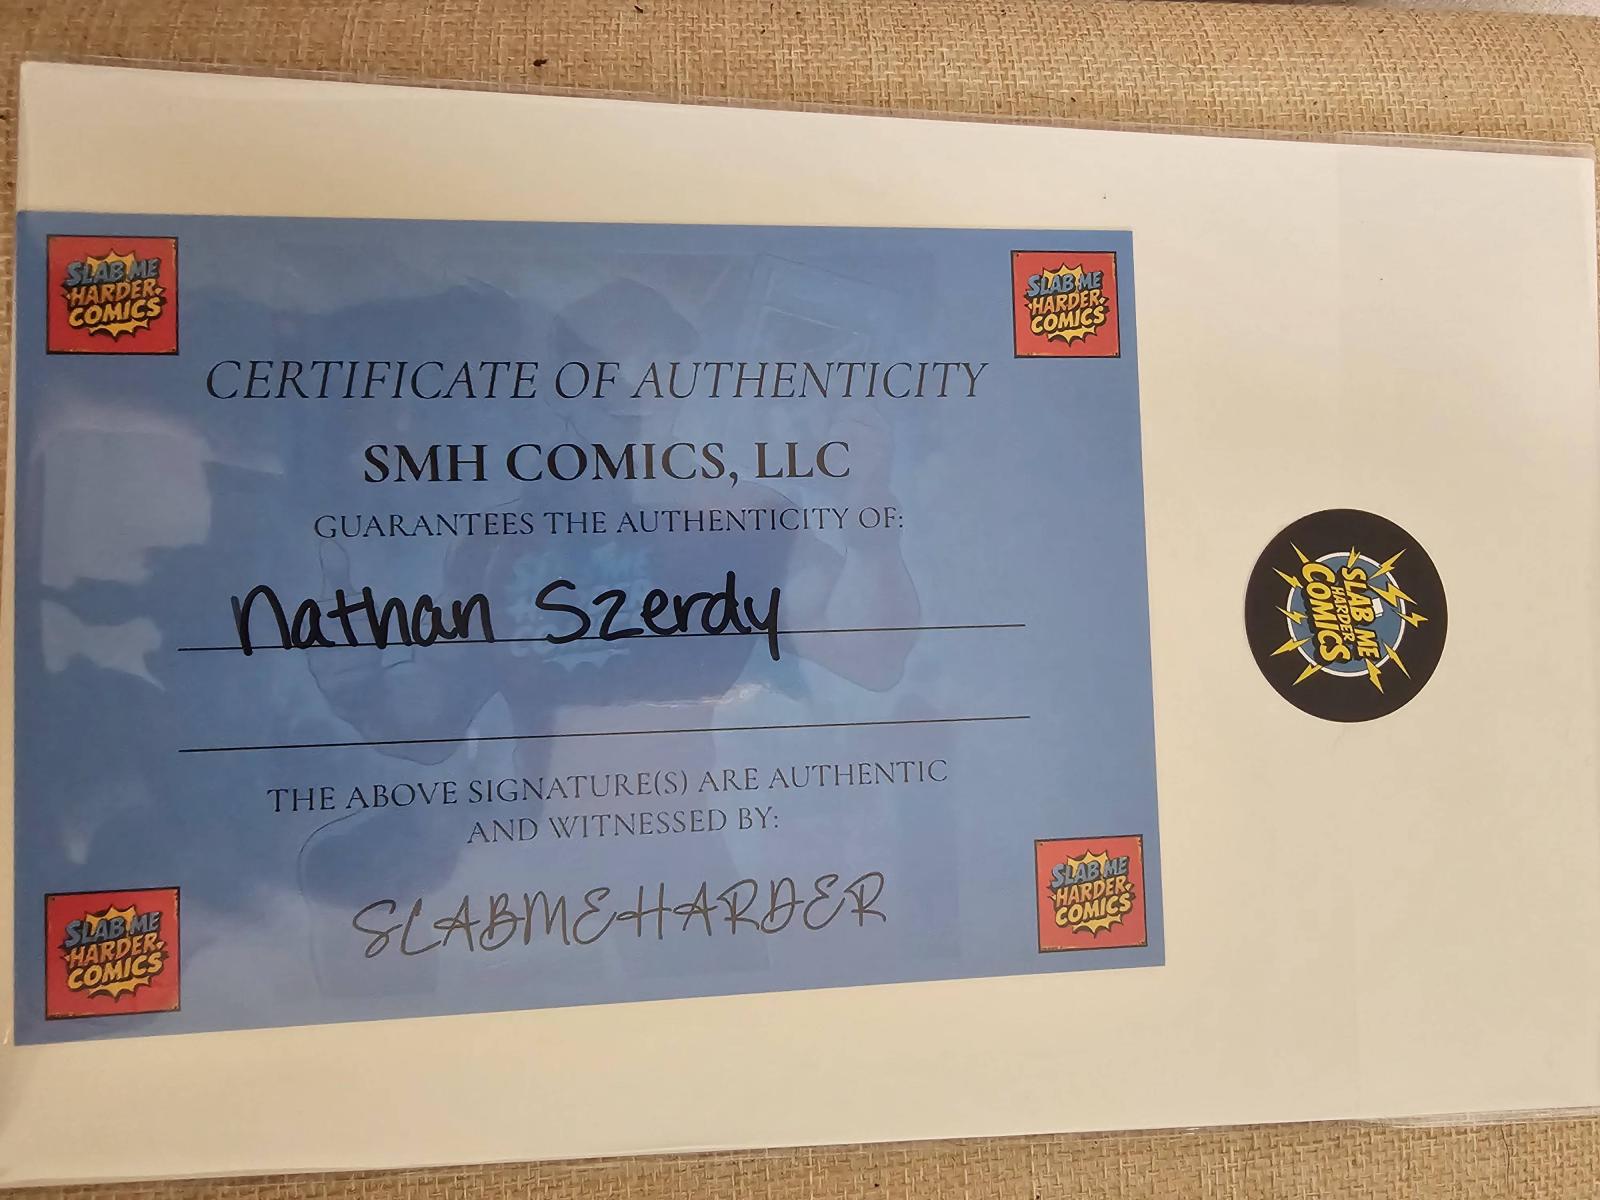 SLAB ME
HARDER
COMICS
SLAB ME
HARDER
COMICS
CERTIFICATE OF AUTHENTICITY
SMH COMICS, LLC
GUARANTEES THE AUTHENTICITY OF:
Nathan Szerdy
THE ABOVE SIGNATURE(S) ARE AUTHENTIC
AND WITNESSED BY:
SLABMEHARDER
SLAB ME
HARDER
COMICS
SLAB ME
HARDER
COMICS
SLAB ME
HARDER
COMICS